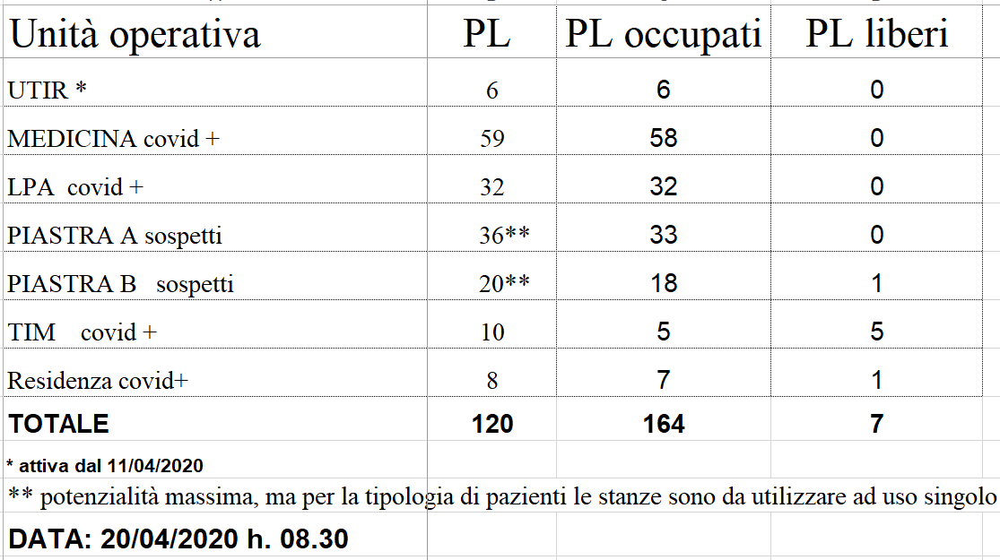 Unità operativa PL PL occupati PL liberi
UTIR * 6 6 0
MEDICINA covid + 59 58 0
LPA covid + 32 32 0
PIASTRA A sospetti 36** 33 0
PIASTRA B sospetti 20** 18 1
TIM covid + 10 5 5
Residenza covid+ 8 7 1
TOTALE 120 164 7
* attiva dal 11/04/2020
** potenzialità massima, ma per la tipologia di pazienti le stanze sono da utilizzare ad uso singolo
DATA: 20/04/2020 h. 08.30